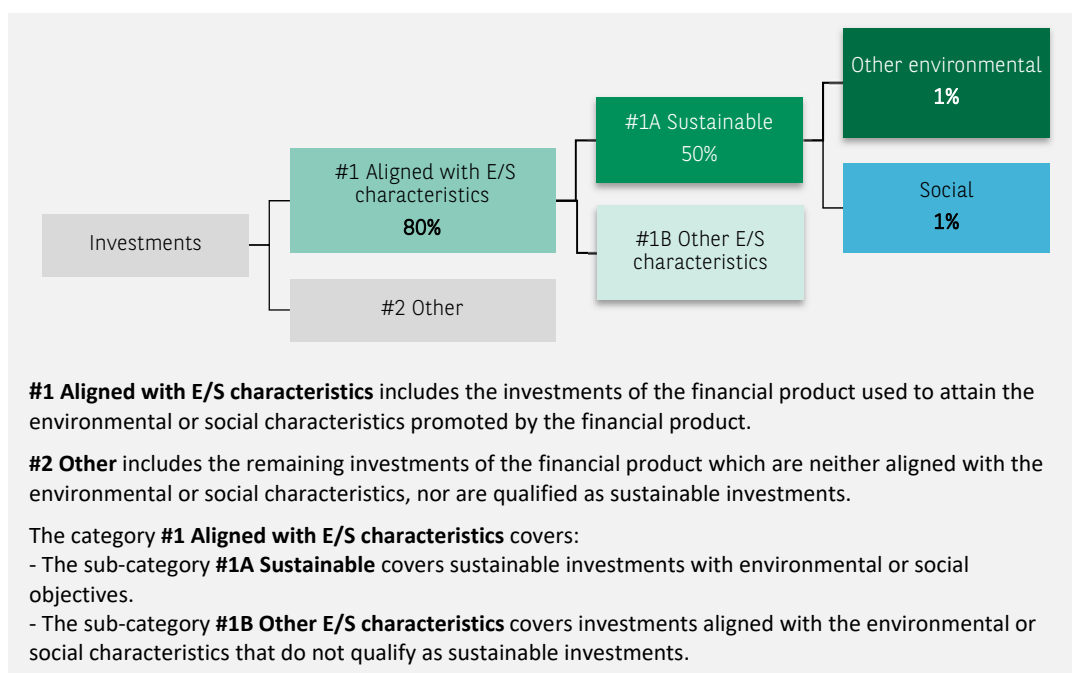 Investments
#1 Aligned with E/S
characteristics
80%
#2 Other
#1A Sustainable
50%
#1B Other E/S
characteristics
Other environmental
1%
Social
1%
#1 Aligned with E/S characteristics includes the investments of the financial product used to attain the
environmental or social characteristics promoted by the financial product.
#2 Other includes the remaining investments of the financial product which are neither aligned with the
environmental or social characteristics, nor are qualified as sustainable investments.
The category #1 Aligned with E/S characteristics covers:
- The sub-category #1A Sustainable covers sustainable investments with environmental or social
objectives.
- The sub-category #1B Other E/S characteristics covers investments aligned with the environmental or
social characteristics that do not qualify as sustainable investments.